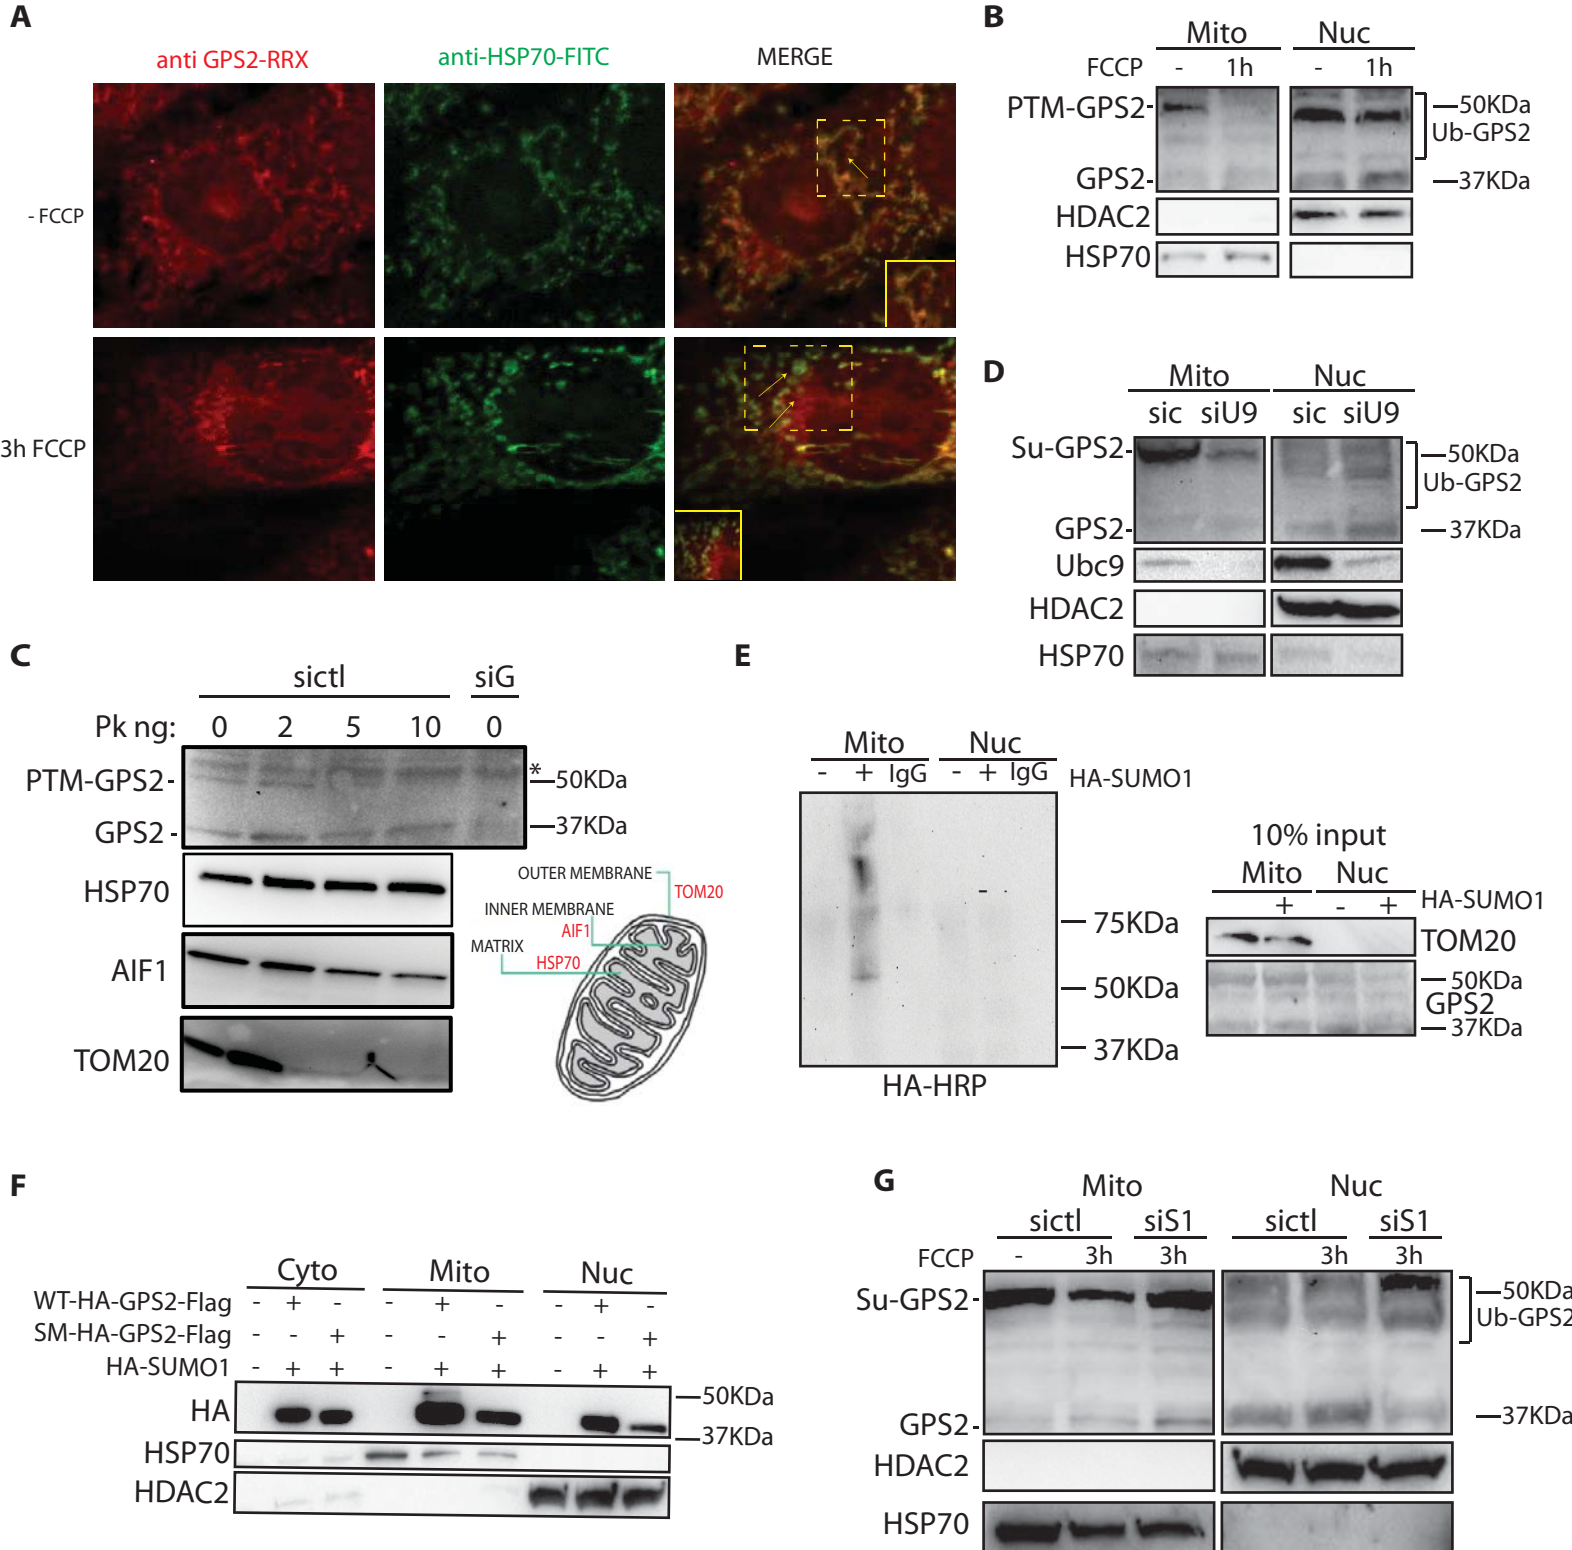 A
anti GPS2-RRX
anti-HSP70-FITC
MERGE
- FCCP
3h FCCP
B
Mito Nuc
FCCP - 1h - 1h
PTM-GPS2-
—50KDa
Ub-GPS2
GPS2-
—37KDa
HDAC2
HSP70
D
Mito Nuc
sic siU9 sic siU9
Su-GPS2-
—50KDa
Ub-GPS2
GPS2-
—37KDa
Ubc9
HDAC2
HSP70
C
sictl siG
Pk ng: 0 2 5 10 0
*
PTM-GPS2 -
—50KDa
GPS2 -
—37KDa
HSP70
AIF1
TOM20
OUTER MEMBRANE
TOM20
INNER MEMBRANE
AIF1
MATRIX
HSP70
E
Mito Nuc
- + IgG - + IgG HA-SUMO1
— 75KDa
— 50KDa
— 37KDa
HA-HRP
10% input
Mito Nuc
+ - + HA-SUMO1
TOM20
— 50KDa
GPS2
— 37KDa
F
Cyto Mito Nuc
WT-HA-GPS2-Flag - + - - + - - + -
SM-HA-GPS2-Flag - - + - - + - - +
HA-SUMO1 - + + - + + - + +
HA
—50KDa
—37KDa
HSP70
HDAC2
G
Mito Nuc
sictl siS1 sictl siS1
FCCP - 3h 3h 3h 3h
Su-GPS2-
—50KDa
Ub-GPS2
GPS2-
—37KDa
HDAC2
HSP70